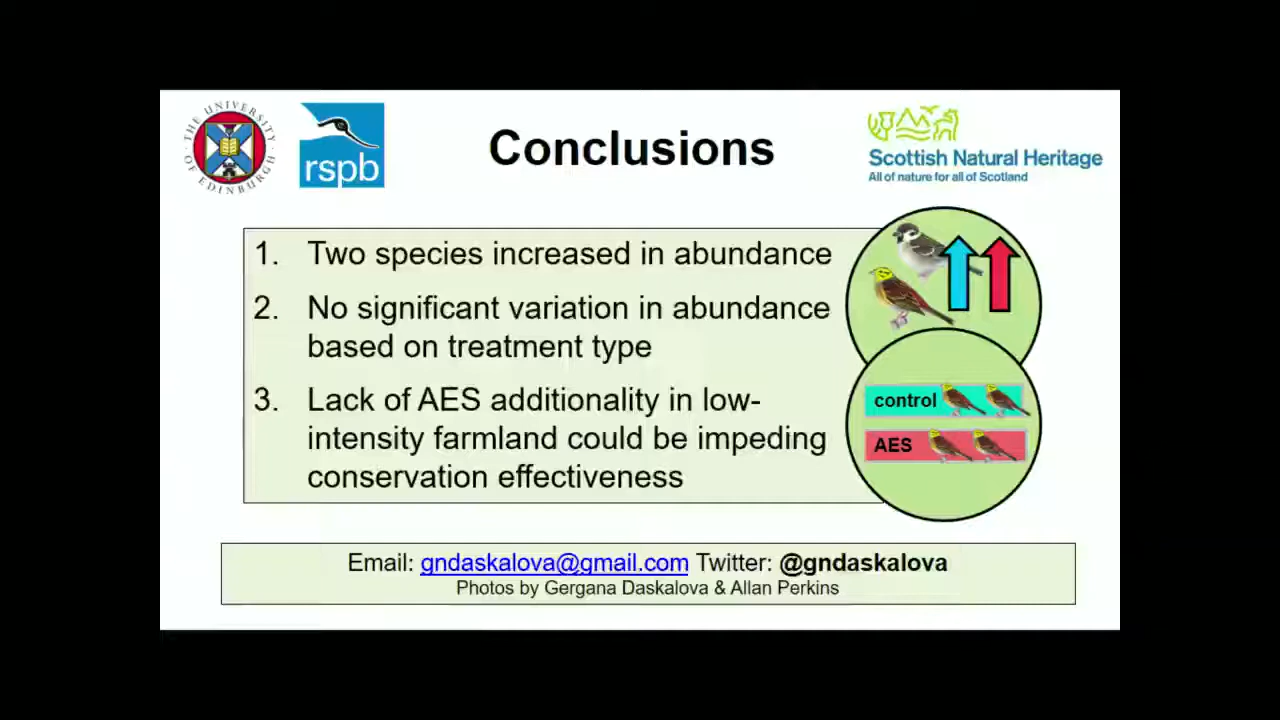 THE UNIVERSITY OF EDINBURGH
rspb
Conclusions
Scottish Natural Heritage
All of nature for all of Scotland
1. Two species increased in abundance
2. No significant variation in abundance
based on treatment type
3. Lack of AES additionality in low-
intensity farmland could be impeding
conservation effectiveness
control
AES
Email: gndaskalova@gmail.com Twitter: @gndaskalova
Photos by Gergana Daskalova & Allan Perkins